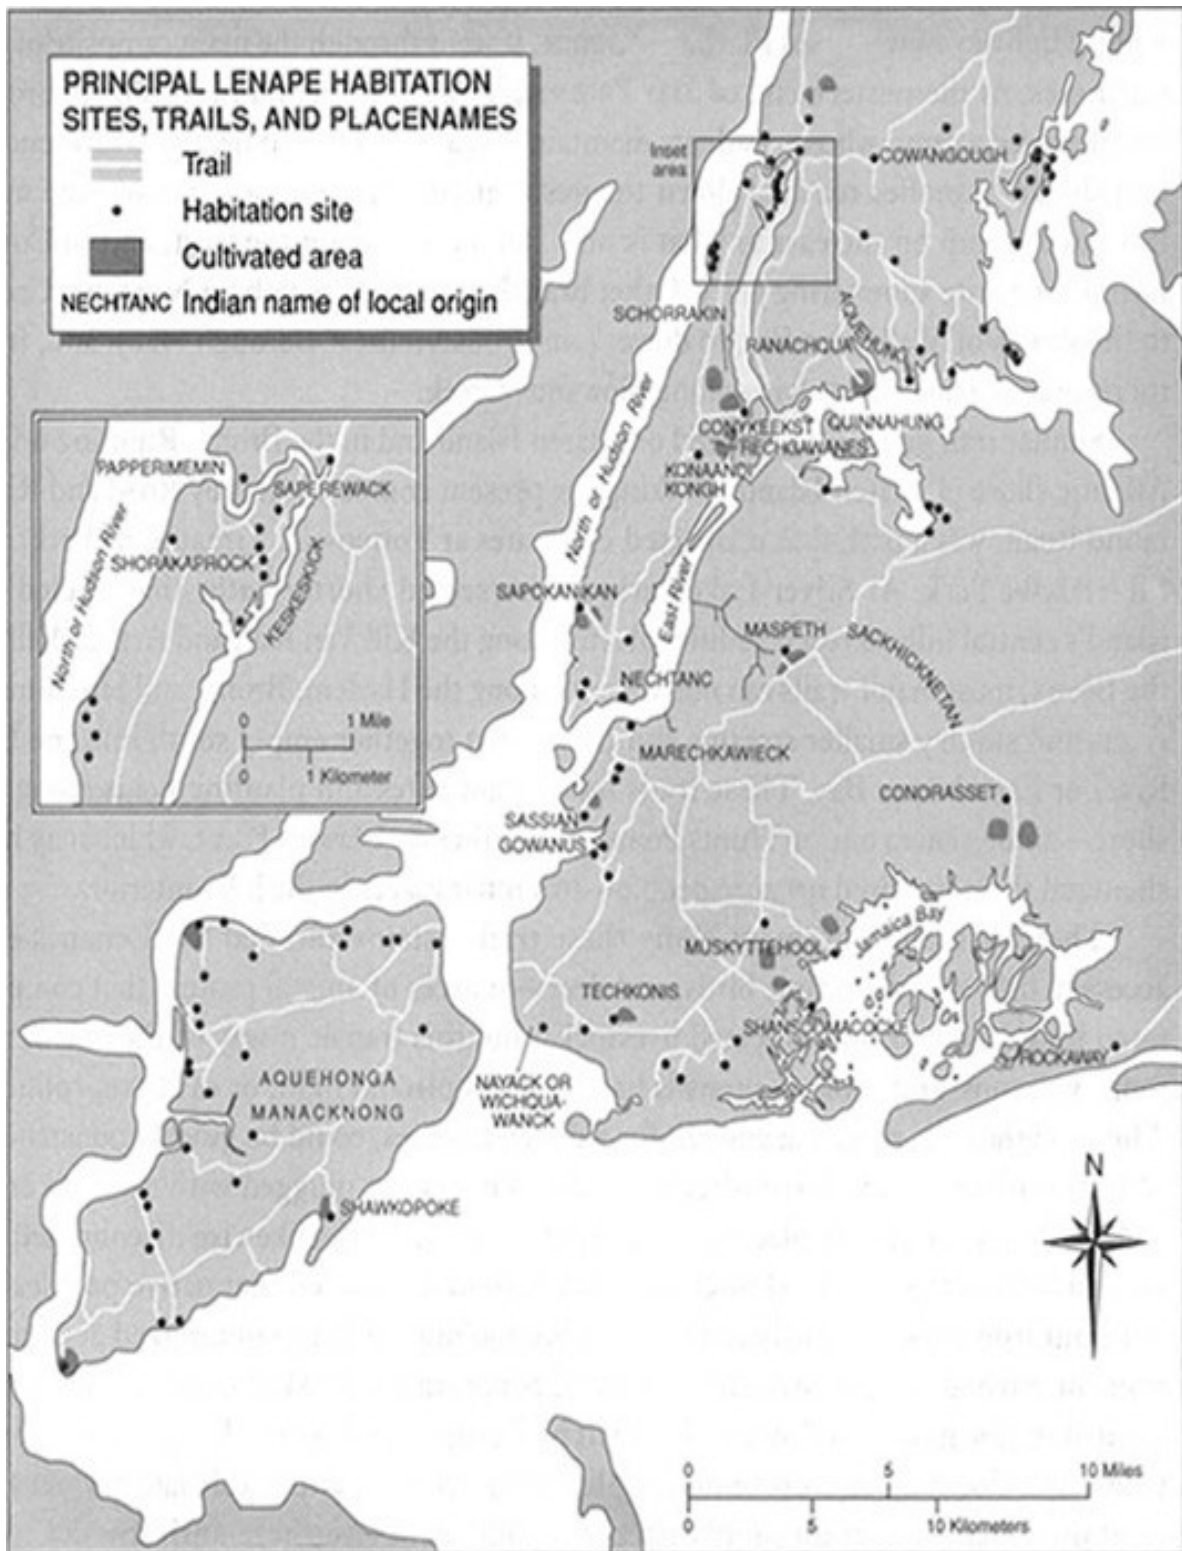 PRINCIPAL LENAPE HABITATION
SITES, TRAILS, AND PLACENAMES
Trail
Habitation site
Cultivated area
NECHTANC Indian name of local origin
Inset
area
COWANGOUGH
SCHORRAKIN
AQUEHUNG
RANACHQUA
North or Hudson River
CONYKEEKST
QUINNAHUNG
RECHGAWANES
KONAANDI
KONGH
PAPPERIMEMIN
SAPEREWACK
SHORAKAPROCK
KESKESKICK
North or Hudson River
0 1 Mile
0 1 Kilometer
SAPOKANIKAN
East River
MASPETH
SACKHICKNEIAN
NECHTANC
MARECHKAWIECK
CONORASSET
SASSIAN
GOWANUS
Jamaica Bay
MUSKYTTEHOOL
TECHKONIS
SHANSCOMACOCKE
ROCKAWAY
NAYACK OR
WICHQUA-
WANCK
AQUEHONGA
MANACKNONG
SHAWKOPOKE
N
0 5 10 Miles
0 5 10 Kilometers